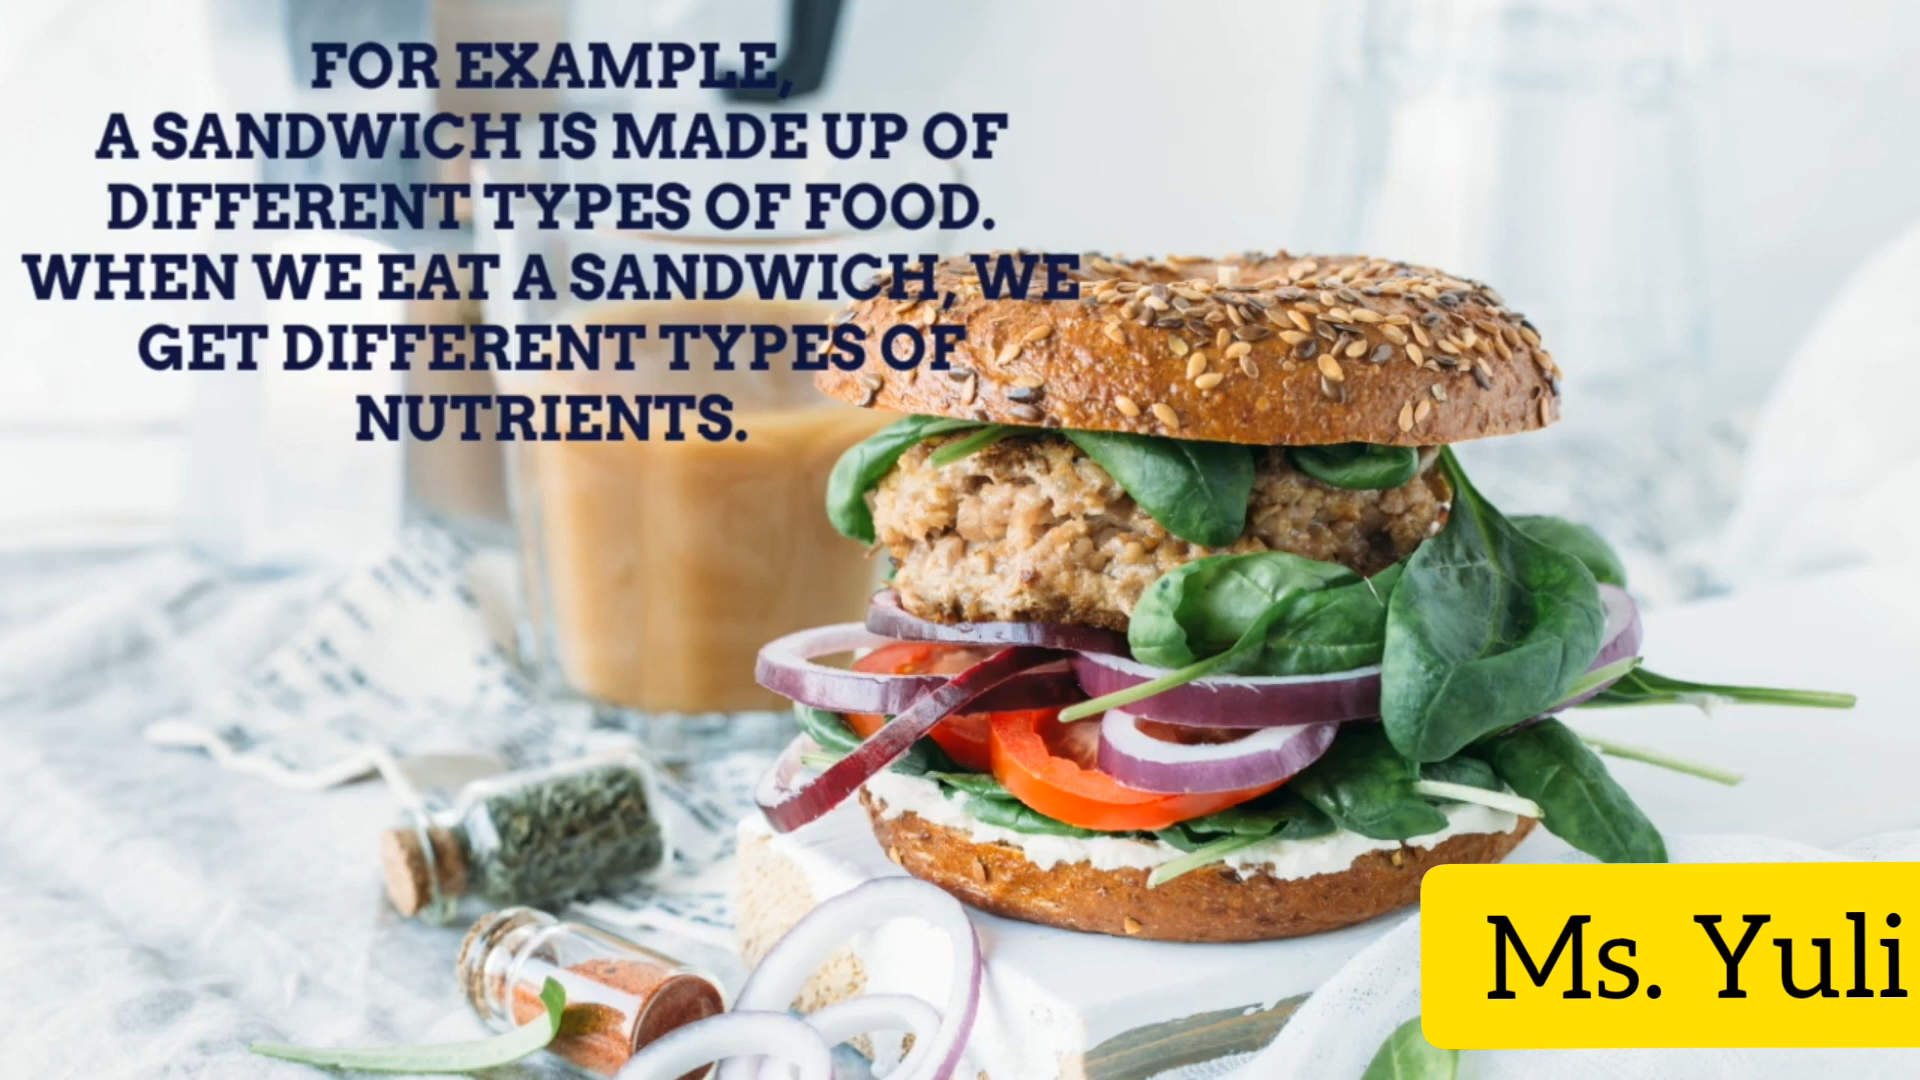 FOR EXAMPLE,
A SANDWICH IS MADE UP OF
DIFFERENT TYPES OF FOOD.
WHEN WE EAT A SANDWICH, WE
GET DIFFERENT TYPES OF
NUTRIENTS.
Ms. Yuli